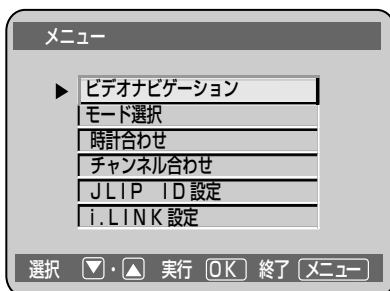 メニュー
▶ ビデオナビゲーション
モード選択
時計合わせ
チャンネル合わせ
JLIP ID設定
i.LINK設定
選択 ▼・▲ 実行 OK 終了 メニュー